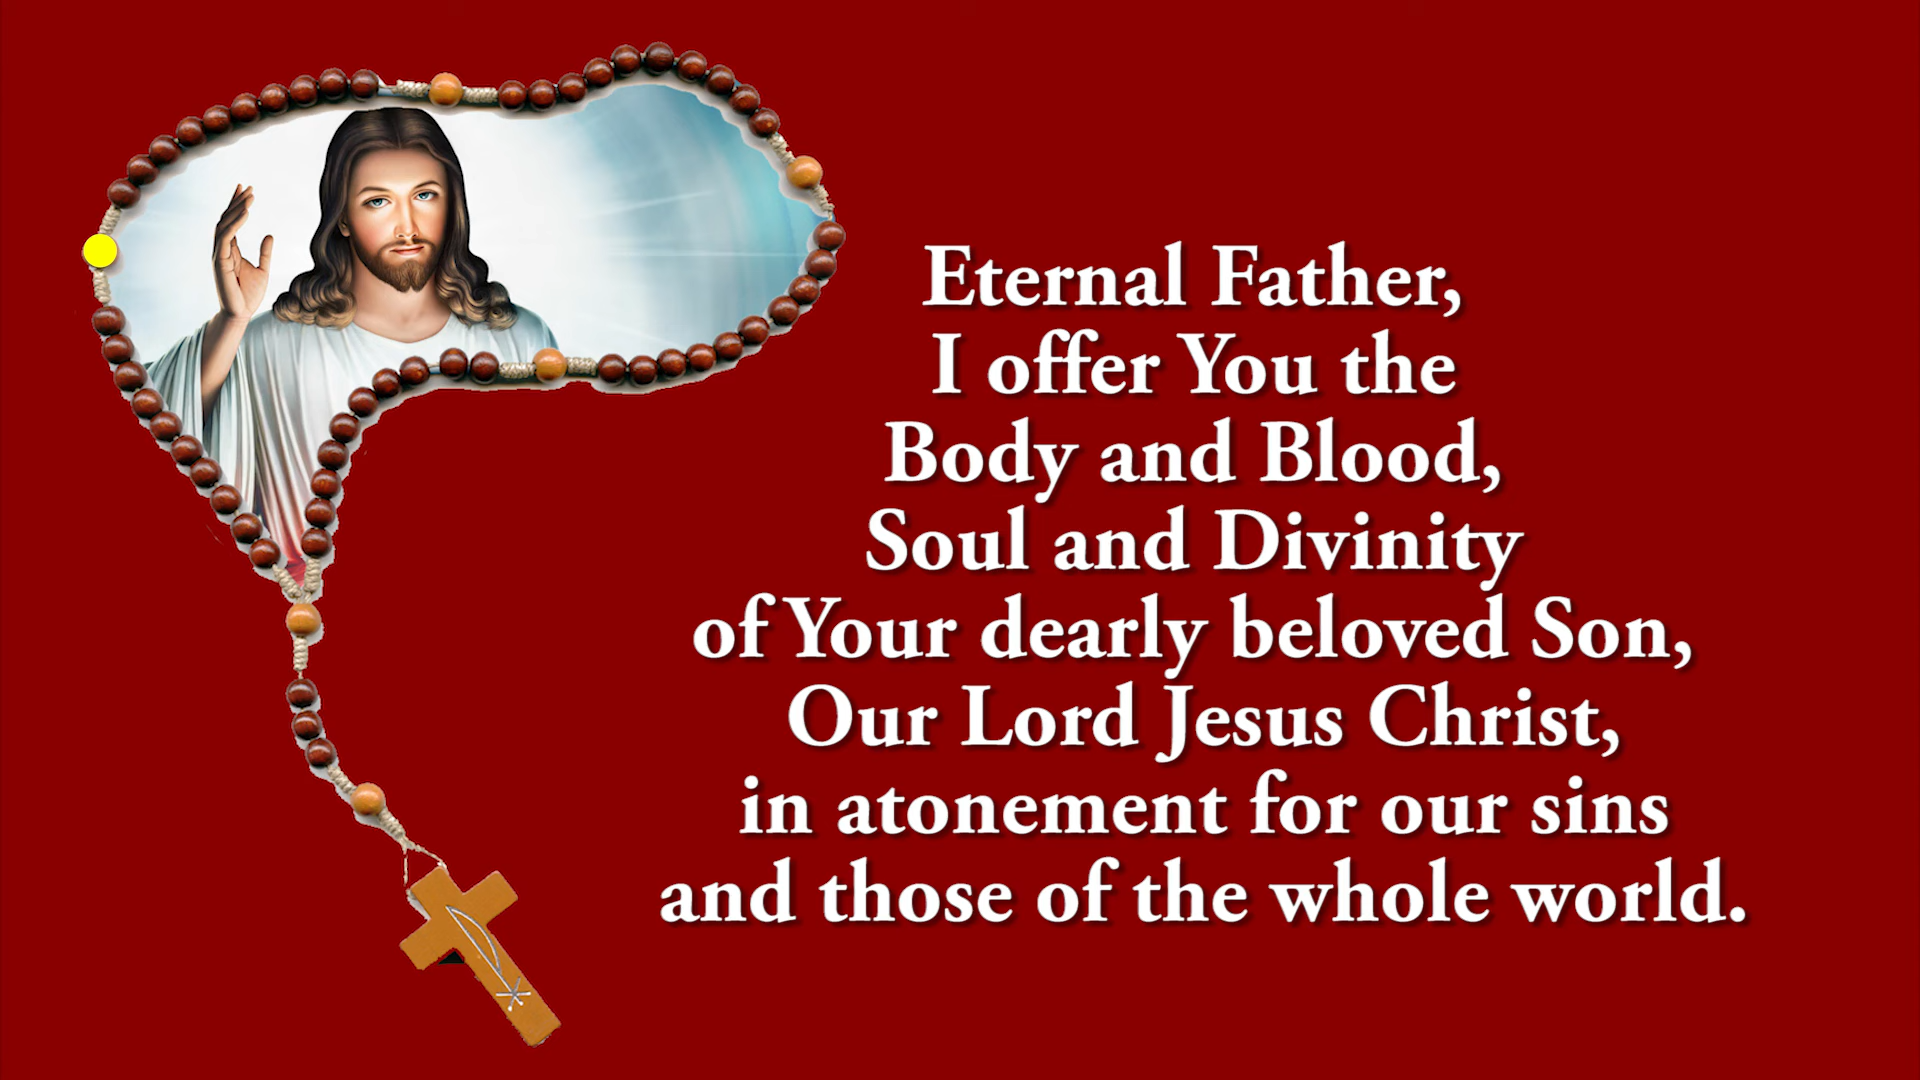 Eternal Father,
I offer You the
Body and Blood,
Soul and Divinity
of Your dearly beloved Son,
Our Lord Jesus Christ,
in atonement for our sins
and those of the whole world.